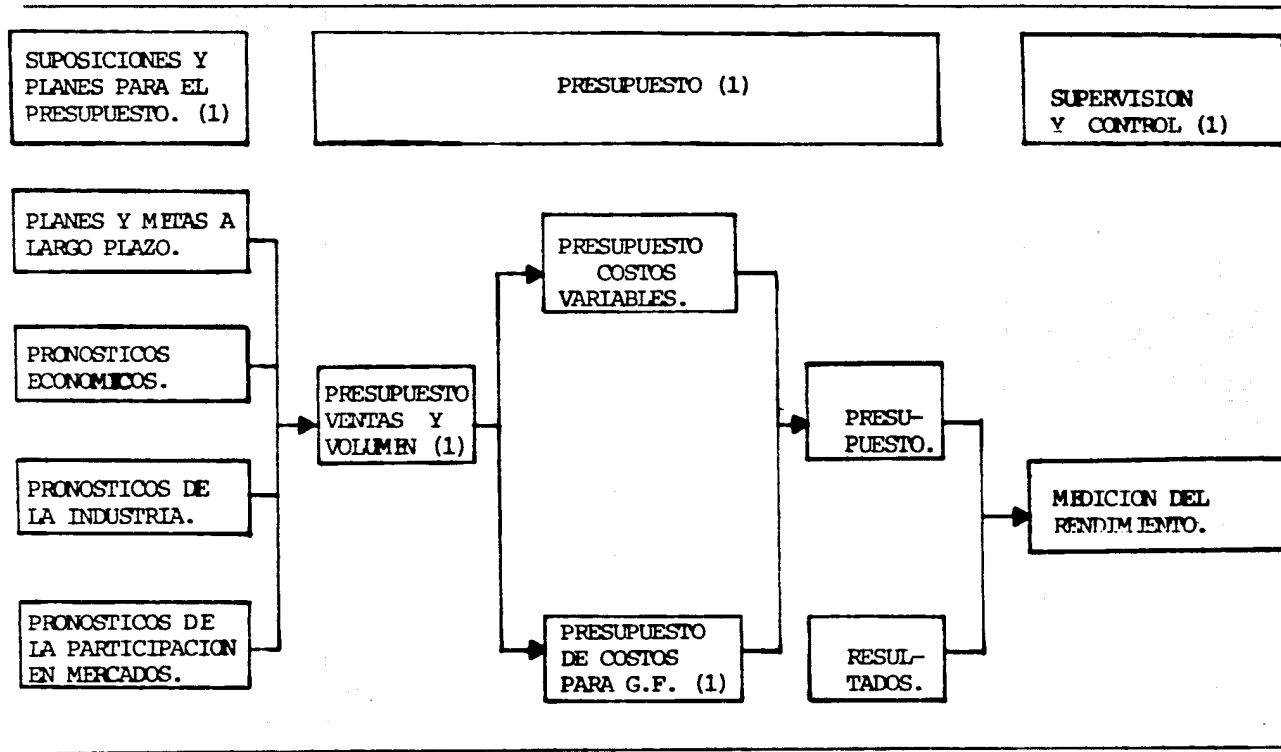 SUPOSICIONES Y
PLANES PARA EL
PRESUPUESTO. (1)
PRESUPUESTO (1)
SUPERVISION
Y CONTROL (1)
PLANES Y METAS A
LARGO PLAZO.
PRONOSTICOS
ECONOMICOS.
PRONOSTICOS DE
LA INDUSTRIA.
PRONOSTICOS DE
LA PARTICIPACION
EN MERCADOS.
PRESUPUESTO
VENTAS Y
VOLUMEN (1)
PRESUPUESTO
COSTOS
VARIABLES.
PRESUPUESTO
DE COSTOS
PARA G.F. (1)
PRESU-
PUESTO.
RESUL-
TADOS.
MEDICION DEL
RENDIMIENTO.